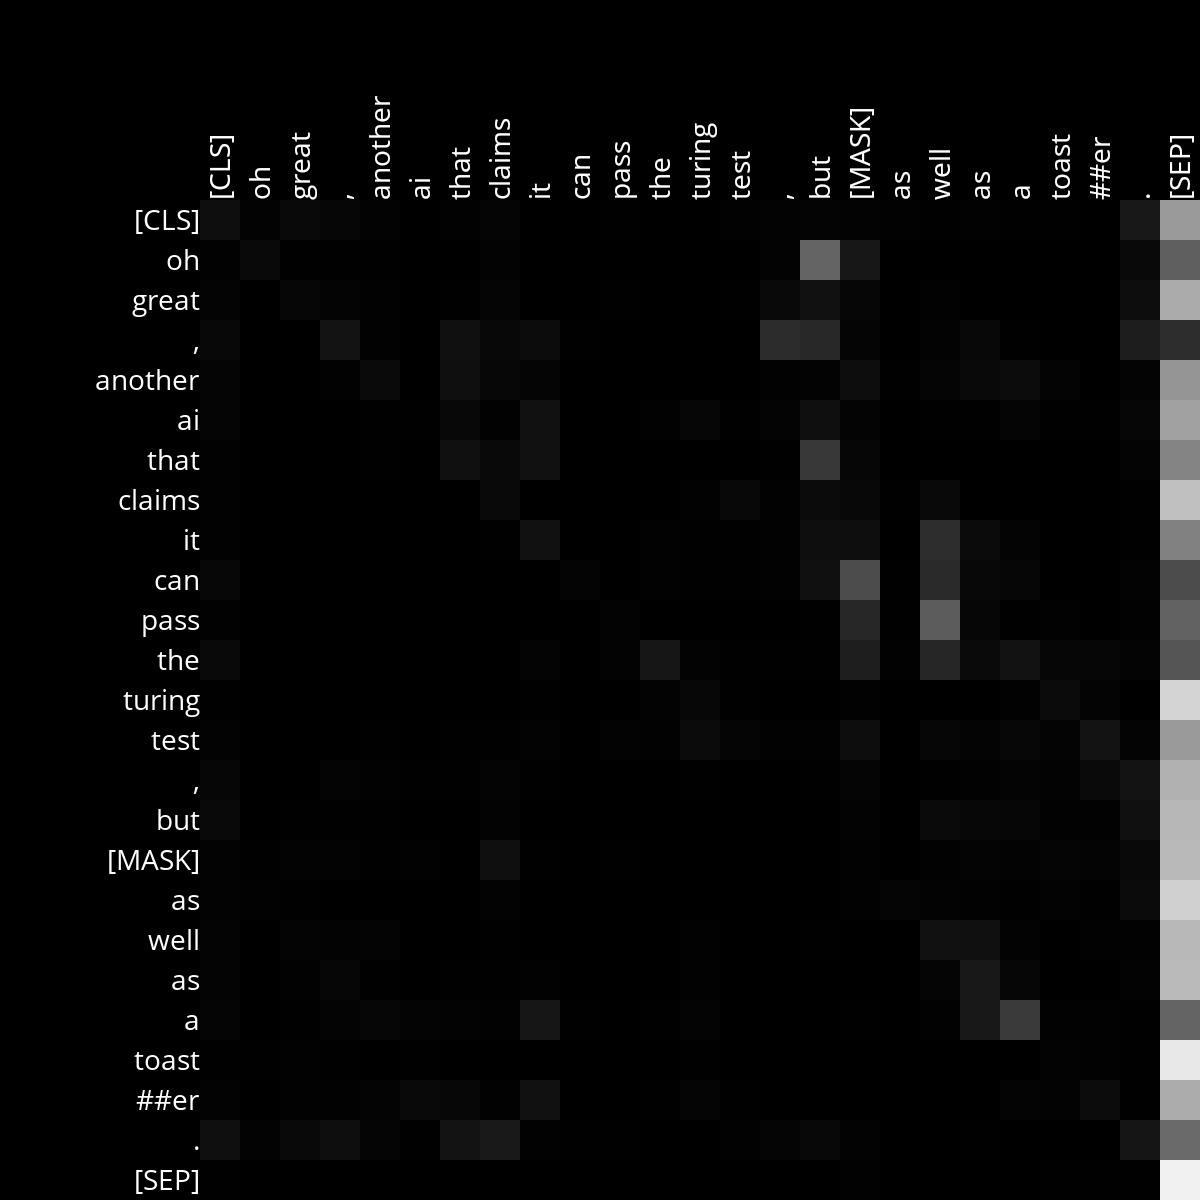 [CLS] oh great , another ai that claims it can pass the turing test , but [MASK] as well as a toast ##er . [SEP]
[CLS]
oh
great
,
another
ai
that
claims
it
can
pass
the
turing
test
,
but
[MASK]
as
well
as
a
toast
##er
.
[SEP]